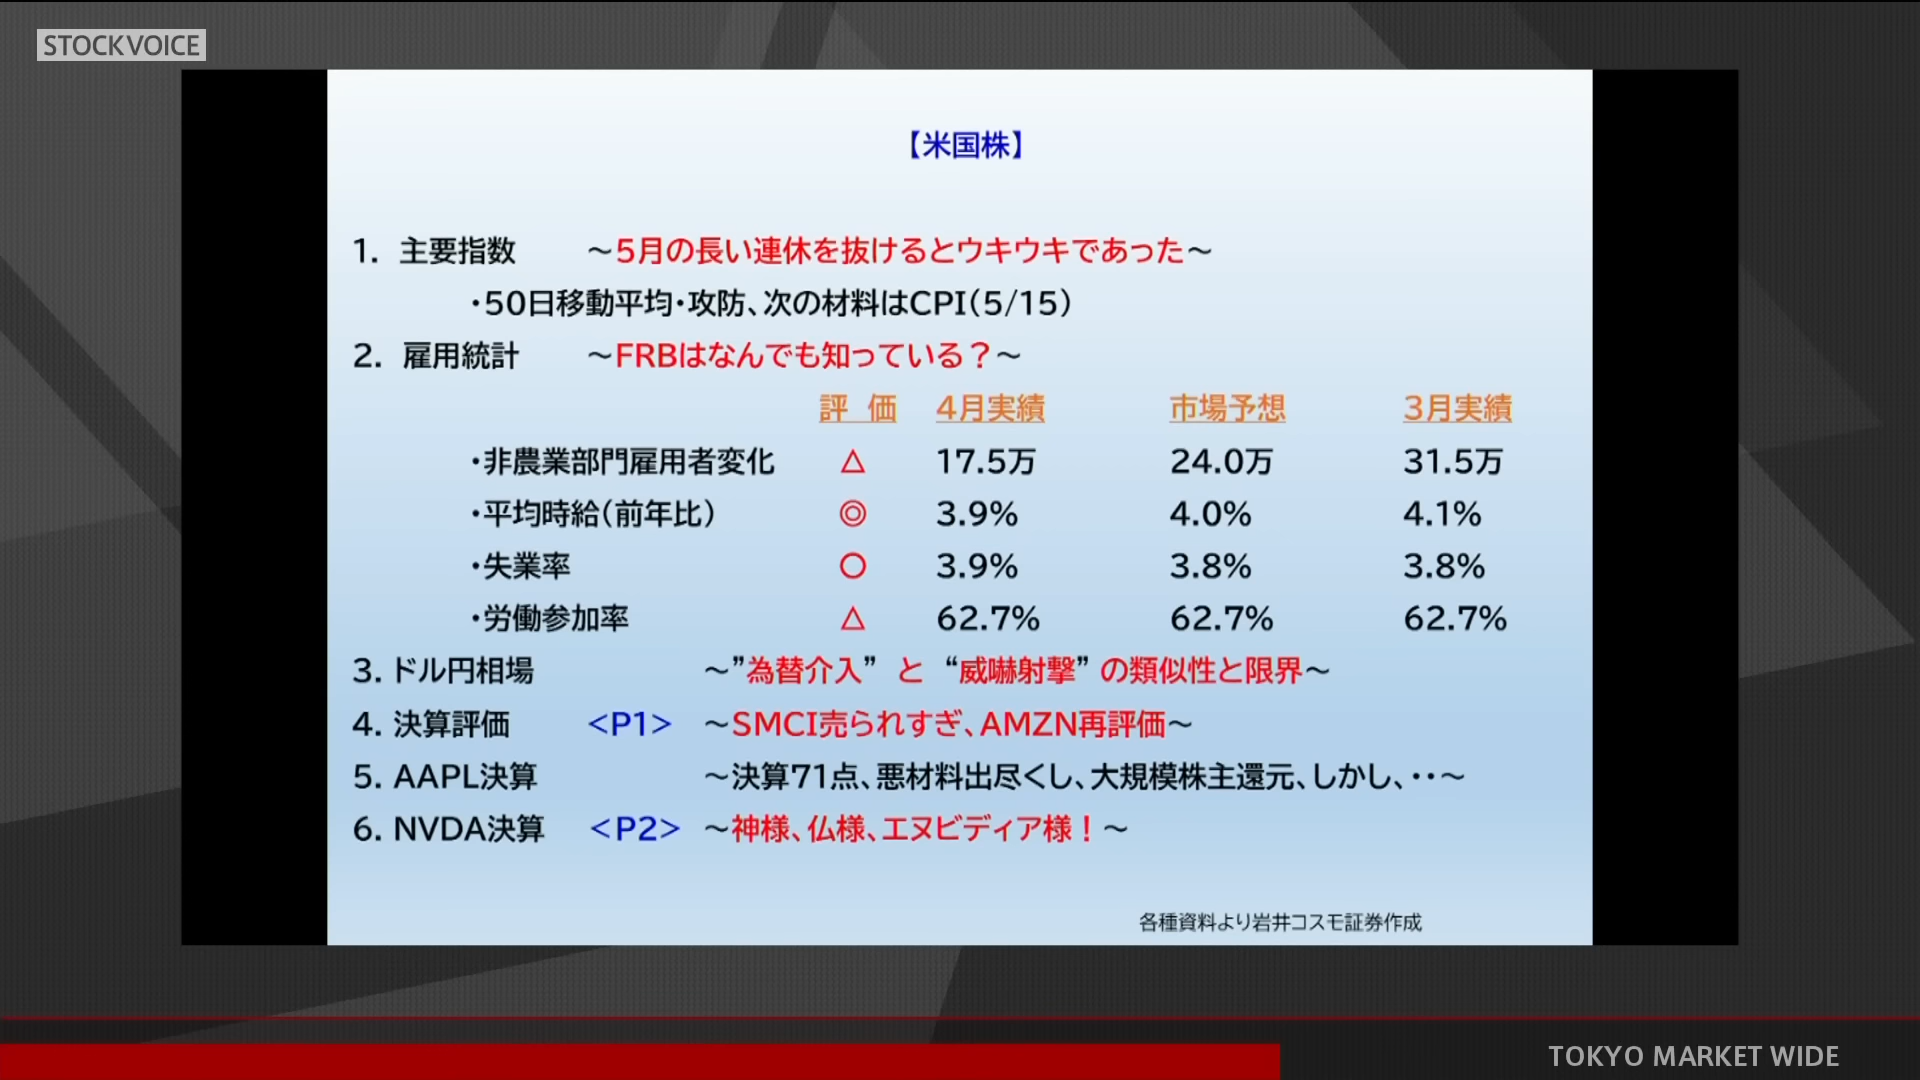 STOCKVOICE
【米国株】
1. 主要指数 ～5月の長い連休を抜けるとウキウキであった～
・50日移動平均・攻防、次の材料はCPI（5/15）
2. 雇用統計 ～FRBはなんでも知っている？～
評 価 4月実績 市場予想 3月実績
・非農業部門雇用者変化 △ 17.5万 24.0万 31.5万
・平均時給（前年比） ◎ 3.9% 4.0% 4.1%
・失業率 〇 3.9% 3.8% 3.8%
・労働参加率 △ 62.7% 62.7% 62.7%
3. ドル円相場 ～”為替介入” と “威嚇射撃” の類似性と限界～
4. 決算評価 <P1> ～SMCI売られすぎ、AMZN再評価～
5. AAPL決算 ～決算71点、悪材料出尽くし、大規模株主還元、しかし、・・～
6. NVDA決算 <P2> ～神様、仏様、エヌビディア様！～
各種資料より岩井コスモ証券作成
TOKYO MARKET WIDE